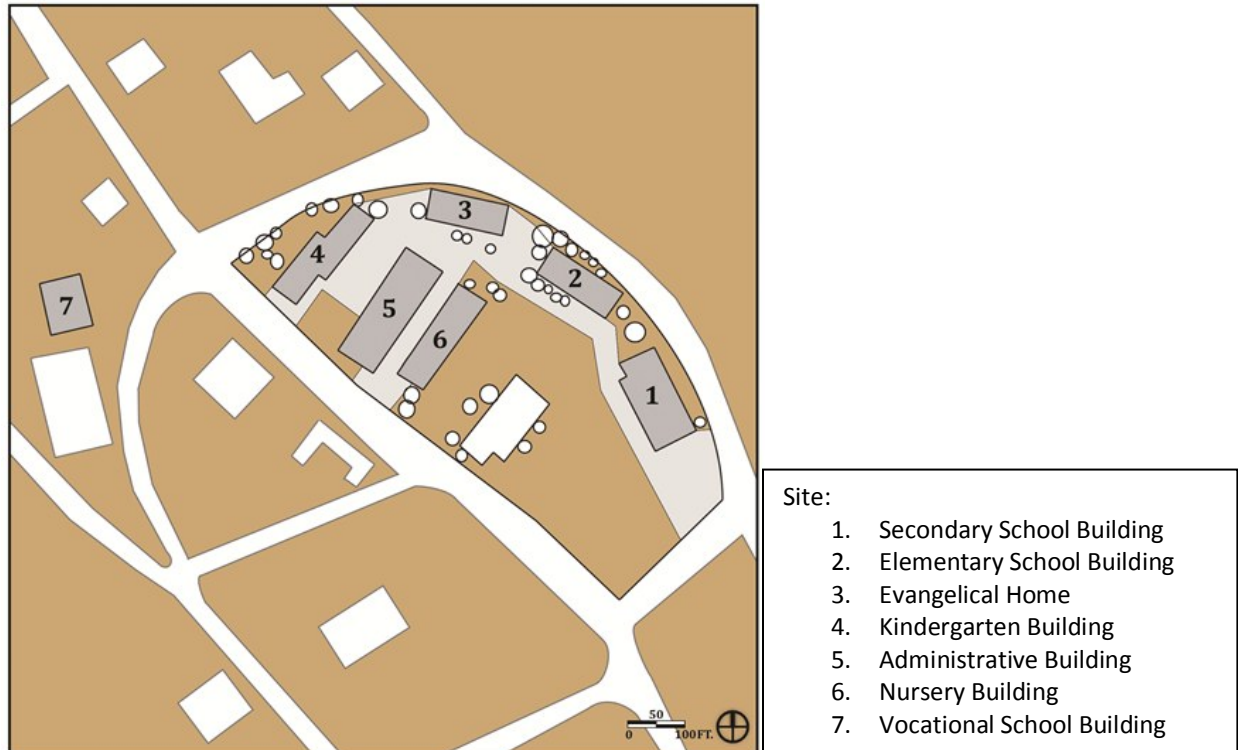 3
4
2
7
5
6
1
50
0 100FT.
Site:
1. Secondary School Building
2. Elementary School Building
3. Evangelical Home
4. Kindergarten Building
5. Administrative Building
6. Nursery Building
7. Vocational School Building